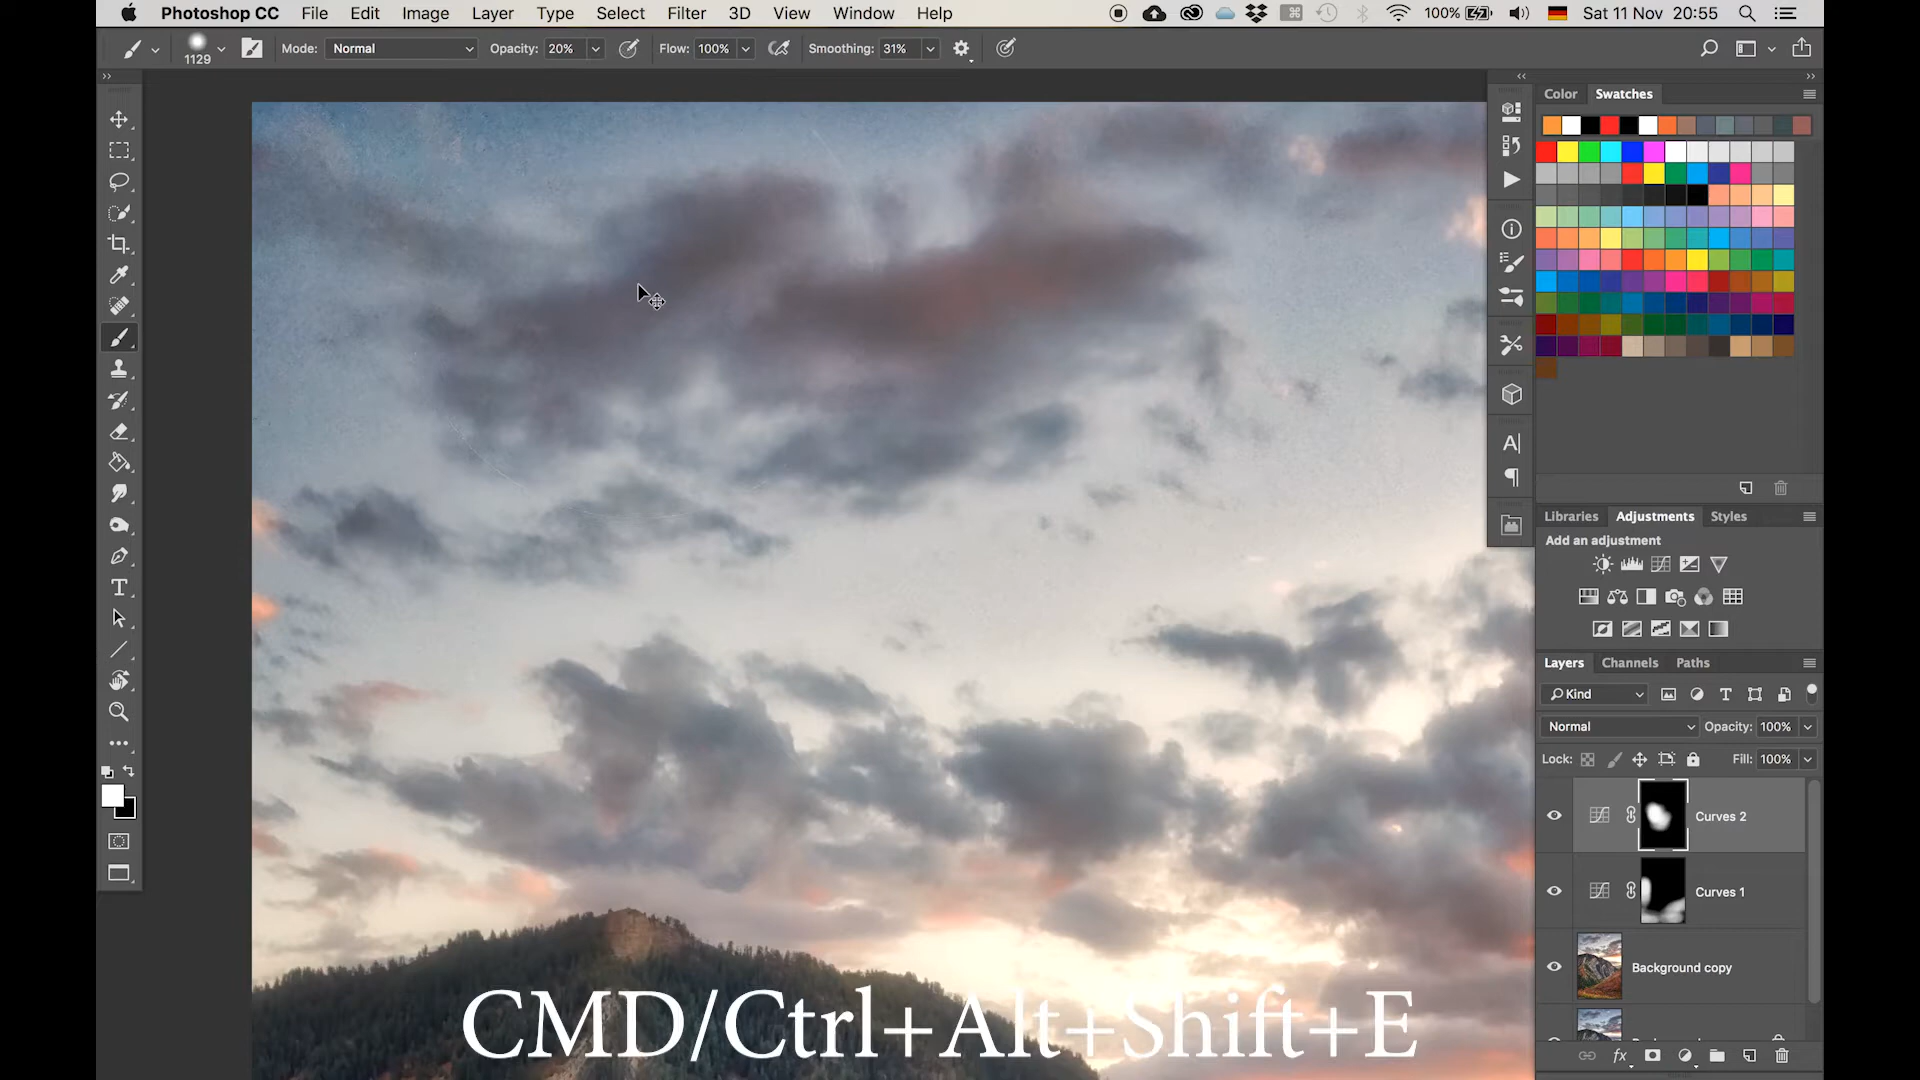 Photoshop CC File Edit Image Layer Type Select Filter 3D View Window Help 100% Sat 11 Nov 20:55
1129 Mode: Normal Opacity: 20% Flow: 100% Smoothing: 31%
Color Swatches
Libraries Adjustments Styles
Add an adjustment
Layers Channels Paths
Kind
Normal Opacity: 100%
Lock: Fill: 100%
Curves 2
Curves 1
Background copy
fx
CMD/Ctrl+Alt+Shift+E